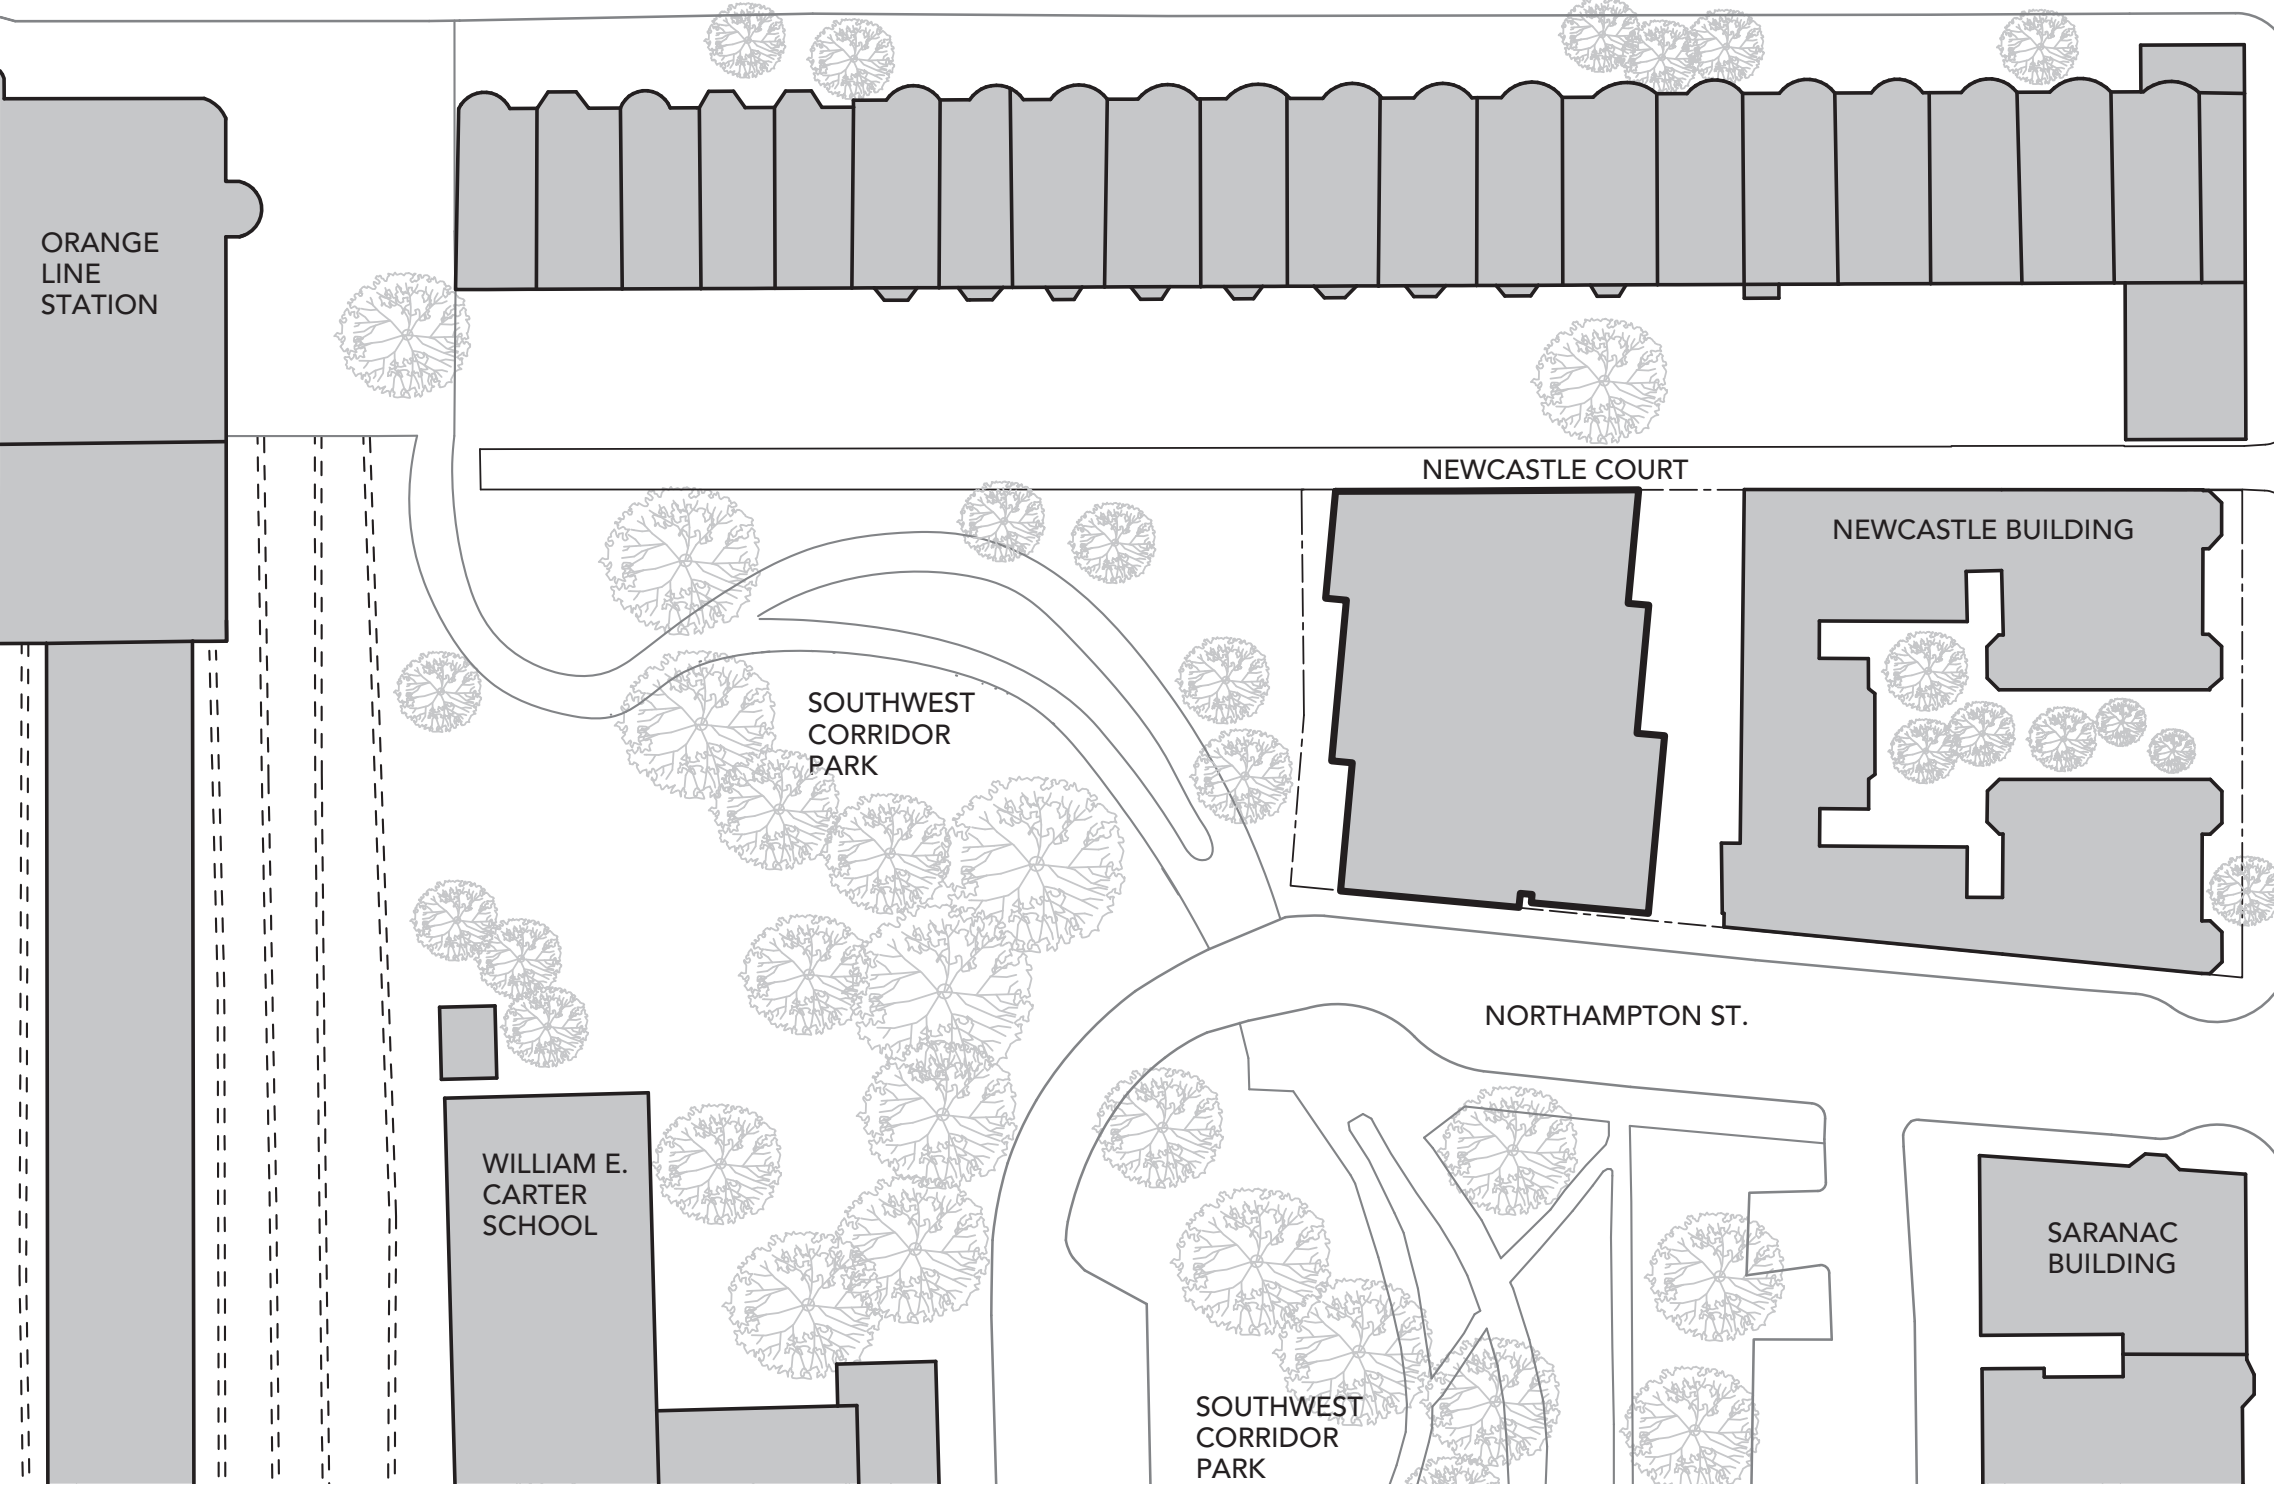 ORANGE
LINE
STATION
NEWCASTLE COURT
NEWCASTLE BUILDING
SOUTHWEST
CORRIDOR
PARK
NORTHAMPTON ST.
WILLIAM E.
CARTER
SCHOOL
SARANAC
BUILDING
SOUTHWEST
CORRIDOR
PARK